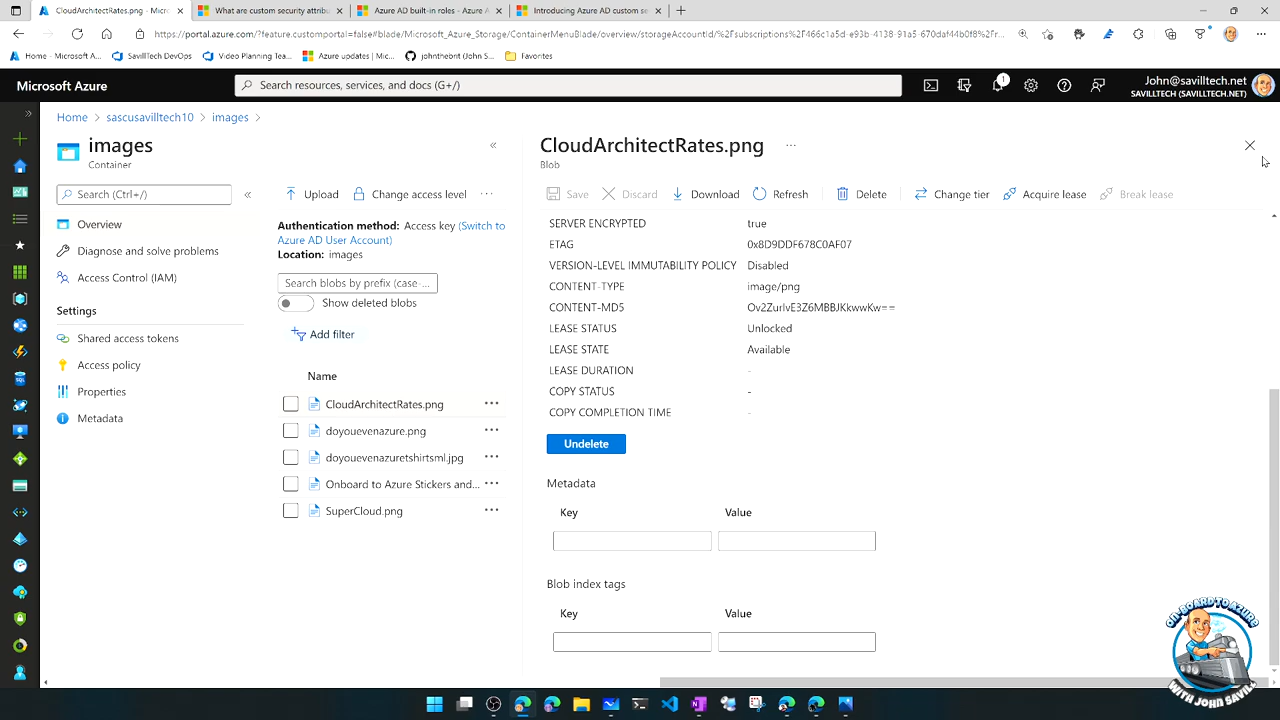 CloudArchitectRates.png - Micros
What are custom security attribu
Azure AD built-in roles - Azure A
Introducing Azure AD custom se
https://portal.azure.com/?feature.customportal=false#blade/Microsoft_Azure_Storage/ContainerMenuBlade/overview/storageAccountId/%2Fsubscriptions%2F466c1a5d-e93b-4138-91a5-670daf44b0f8%2Fr...
Home - Microsoft A...
SavillTech DevOps
Video Planning Tea...
Azure updates | Mic...
johnthebrit (John S...
Favorites
Microsoft Azure
Search resources, services, and docs (G+/)
1
John@savilltech.net
SAVILLTECH (SAVILLTECH.NET)
Home > sascusavilltech10 > images >
images
Container
Search (Ctrl+/)
Overview
Diagnose and solve problems
Access Control (IAM)
Settings
Shared access tokens
Access policy
Properties
Metadata
Upload
Change access level
Authentication method: Access key (Switch to
Azure AD User Account)
Location: images
Search blobs by prefix (case-...
Show deleted blobs
Add filter
Name
CloudArchitectRates.png
doyouevenazure.png
doyouevenazuretshirtsml.jpg
Onboard to Azure Stickers and...
SuperCloud.png
CloudArchitectRates.png
Blob
Save
Discard
Download
Refresh
Delete
Change tier
Acquire lease
Break lease
SERVER ENCRYPTED true
ETAG 0x8D9DDF678C0AF07
VERSION-LEVEL IMMUTABILITY POLICY Disabled
CONTENT-TYPE image/png
CONTENT-MD5 Ov2ZurlvE3Z6MBBJKkwwKw==
LEASE STATUS Unlocked
LEASE STATE Available
LEASE DURATION -
COPY STATUS -
COPY COMPLETION TIME -
Undelete
Metadata
Key Value
Blob index tags
Key Value
ON-BOARD TO AZURE
WITH JOHN SAVILL